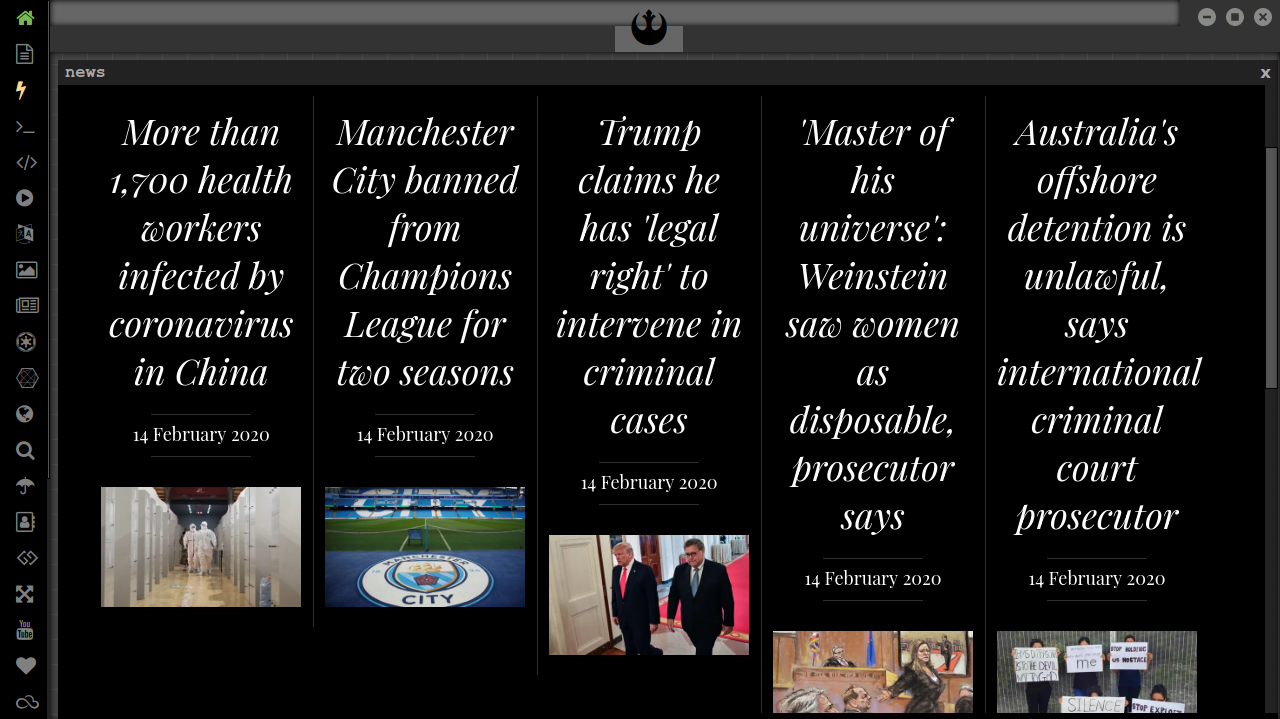 news
x
More than
1,700 health
workers
infected by
coronavirus
in China
14 February 2020
Manchester
City banned
from
Champions
League for
two seasons
14 February 2020
MANCHESTER
CITY
Trump
claims he
has 'legal
right' to
intervene in
criminal
cases
14 February 2020
'Master of
his
universe':
Weinstein
saw women
as
disposable,
prosecutor
says
14 February 2020
Australia's
offshore
detention is
unlawful,
says
international
criminal
court
prosecutor
14 February 2020
me
STOP HOLDING
US HOSTAGE
SILENCE
STOP EXPLOIT
You
Tube